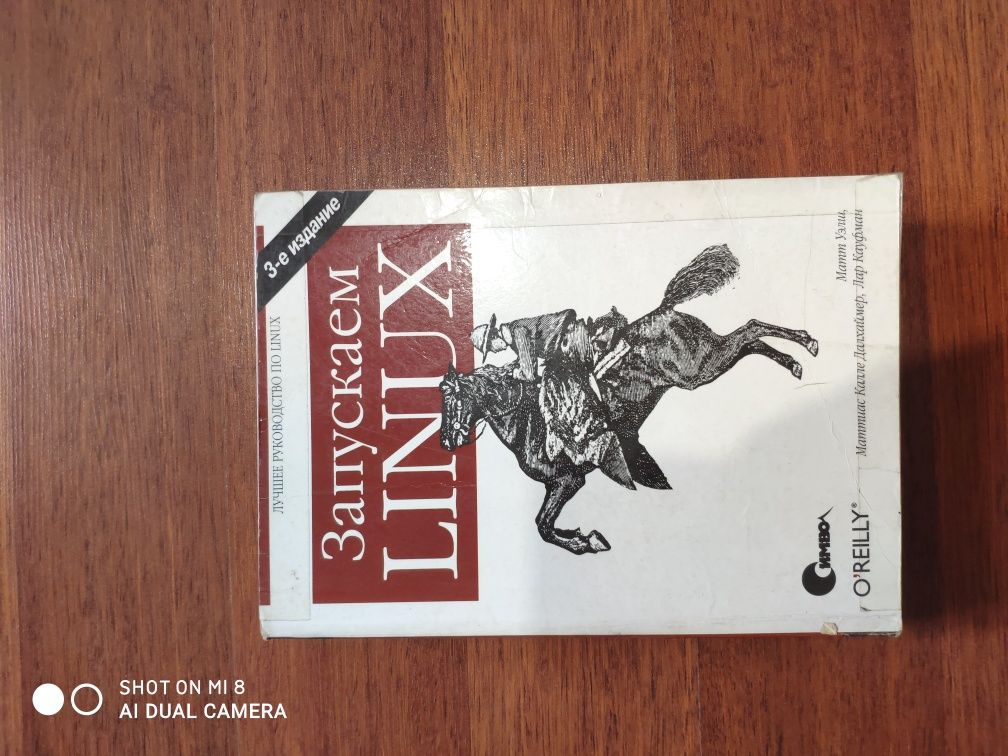 ЛУЧШЕЕ РУКОВОДСТВО ПО LINUX
3-е издание
Запускаем
LINUX
Матт Уэлш,
Маттиас Калле Далхаймер, Лар Кауфман
СИМВОЛ
O'REILLY®
SHOT ON MI 8
AI DUAL CAMERA